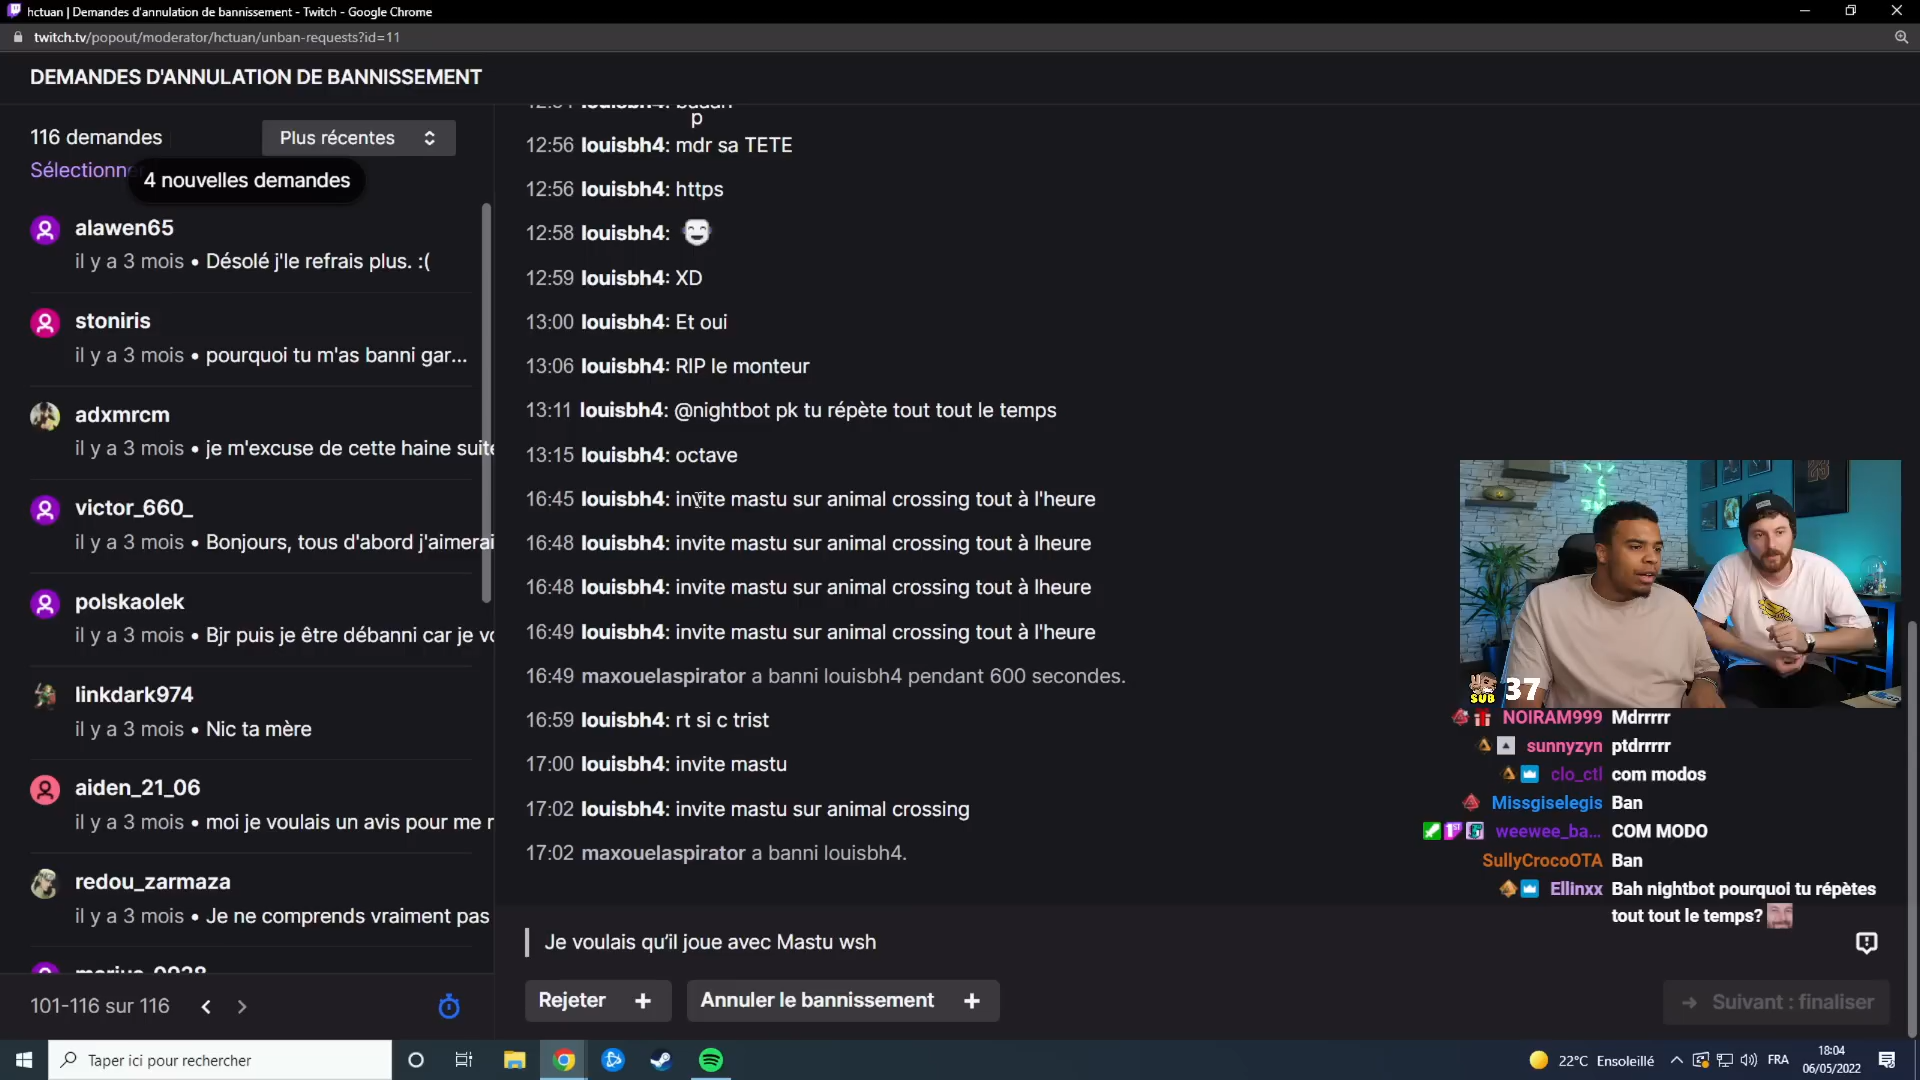 hctuan | Demandes d'annulation de bannissement - Twitch - Google Chrome
twitch.tv/popout/moderator/hctuan/unban-requests?id=11
DEMANDES D'ANNULATION DE BANNISSEMENT
116 demandes
Plus récentes
Sélectionne
4 nouvelles demandes
alawen65
il y a 3 mois • Désolé j'le refrais plus. :(
stoniris
il y a 3 mois • pourquoi tu m'as banni gar...
adxmrcm
il y a 3 mois • je m'excuse de cette haine suite
victor_660_
il y a 3 mois • Bonjours, tous d'abord j'aimerai
polskaolek
il y a 3 mois • Bjr puis je être débanni car je vo
linkdark974
il y a 3 mois • Nic ta mère
aiden_21_06
il y a 3 mois • moi je voulais un avis pour me r
redou_zarmaza
il y a 3 mois • Je ne comprends vraiment pas
101-116 sur 116
p
12:56 louisbh4: mdr sa TETE
12:56 louisbh4: https
12:58 louisbh4:
12:59 louisbh4: XD
13:00 louisbh4: Et oui
13:06 louisbh4: RIP le monteur
13:11 louisbh4: @nightbot pk tu répète tout tout le temps
13:15 louisbh4: octave
16:45 louisbh4: invite mastu sur animal crossing tout à l'heure
16:48 louisbh4: invite mastu sur animal crossing tout à lheure
16:48 louisbh4: invite mastu sur animal crossing tout à lheure
16:49 louisbh4: invite mastu sur animal crossing tout à l'heure
16:49 maxouelaspirator a banni louisbh4 pendant 600 secondes.
16:59 louisbh4: rt si c trist
17:00 louisbh4: invite mastu
17:02 louisbh4: invite mastu sur animal crossing
17:02 maxouelaspirator a banni louisbh4.
Je voulais qu'il joue avec Mastu wsh
Rejeter +
Annuler le bannissement +
→ Suivant : finaliser
23
SUB 37
NOIRAM999 Mdrrrrr
sunnyzyn ptdrrrrr
clo_ctl com modos
Missgiselegis Ban
weewee_ba... COM MODO
SullyCrocoOTA Ban
Ellinxx Bah nightbot pourquoi tu répètes
tout tout le temps?
Taper ici pour rechercher
22°C Ensoleillé
FRA
18:04
06/05/2022